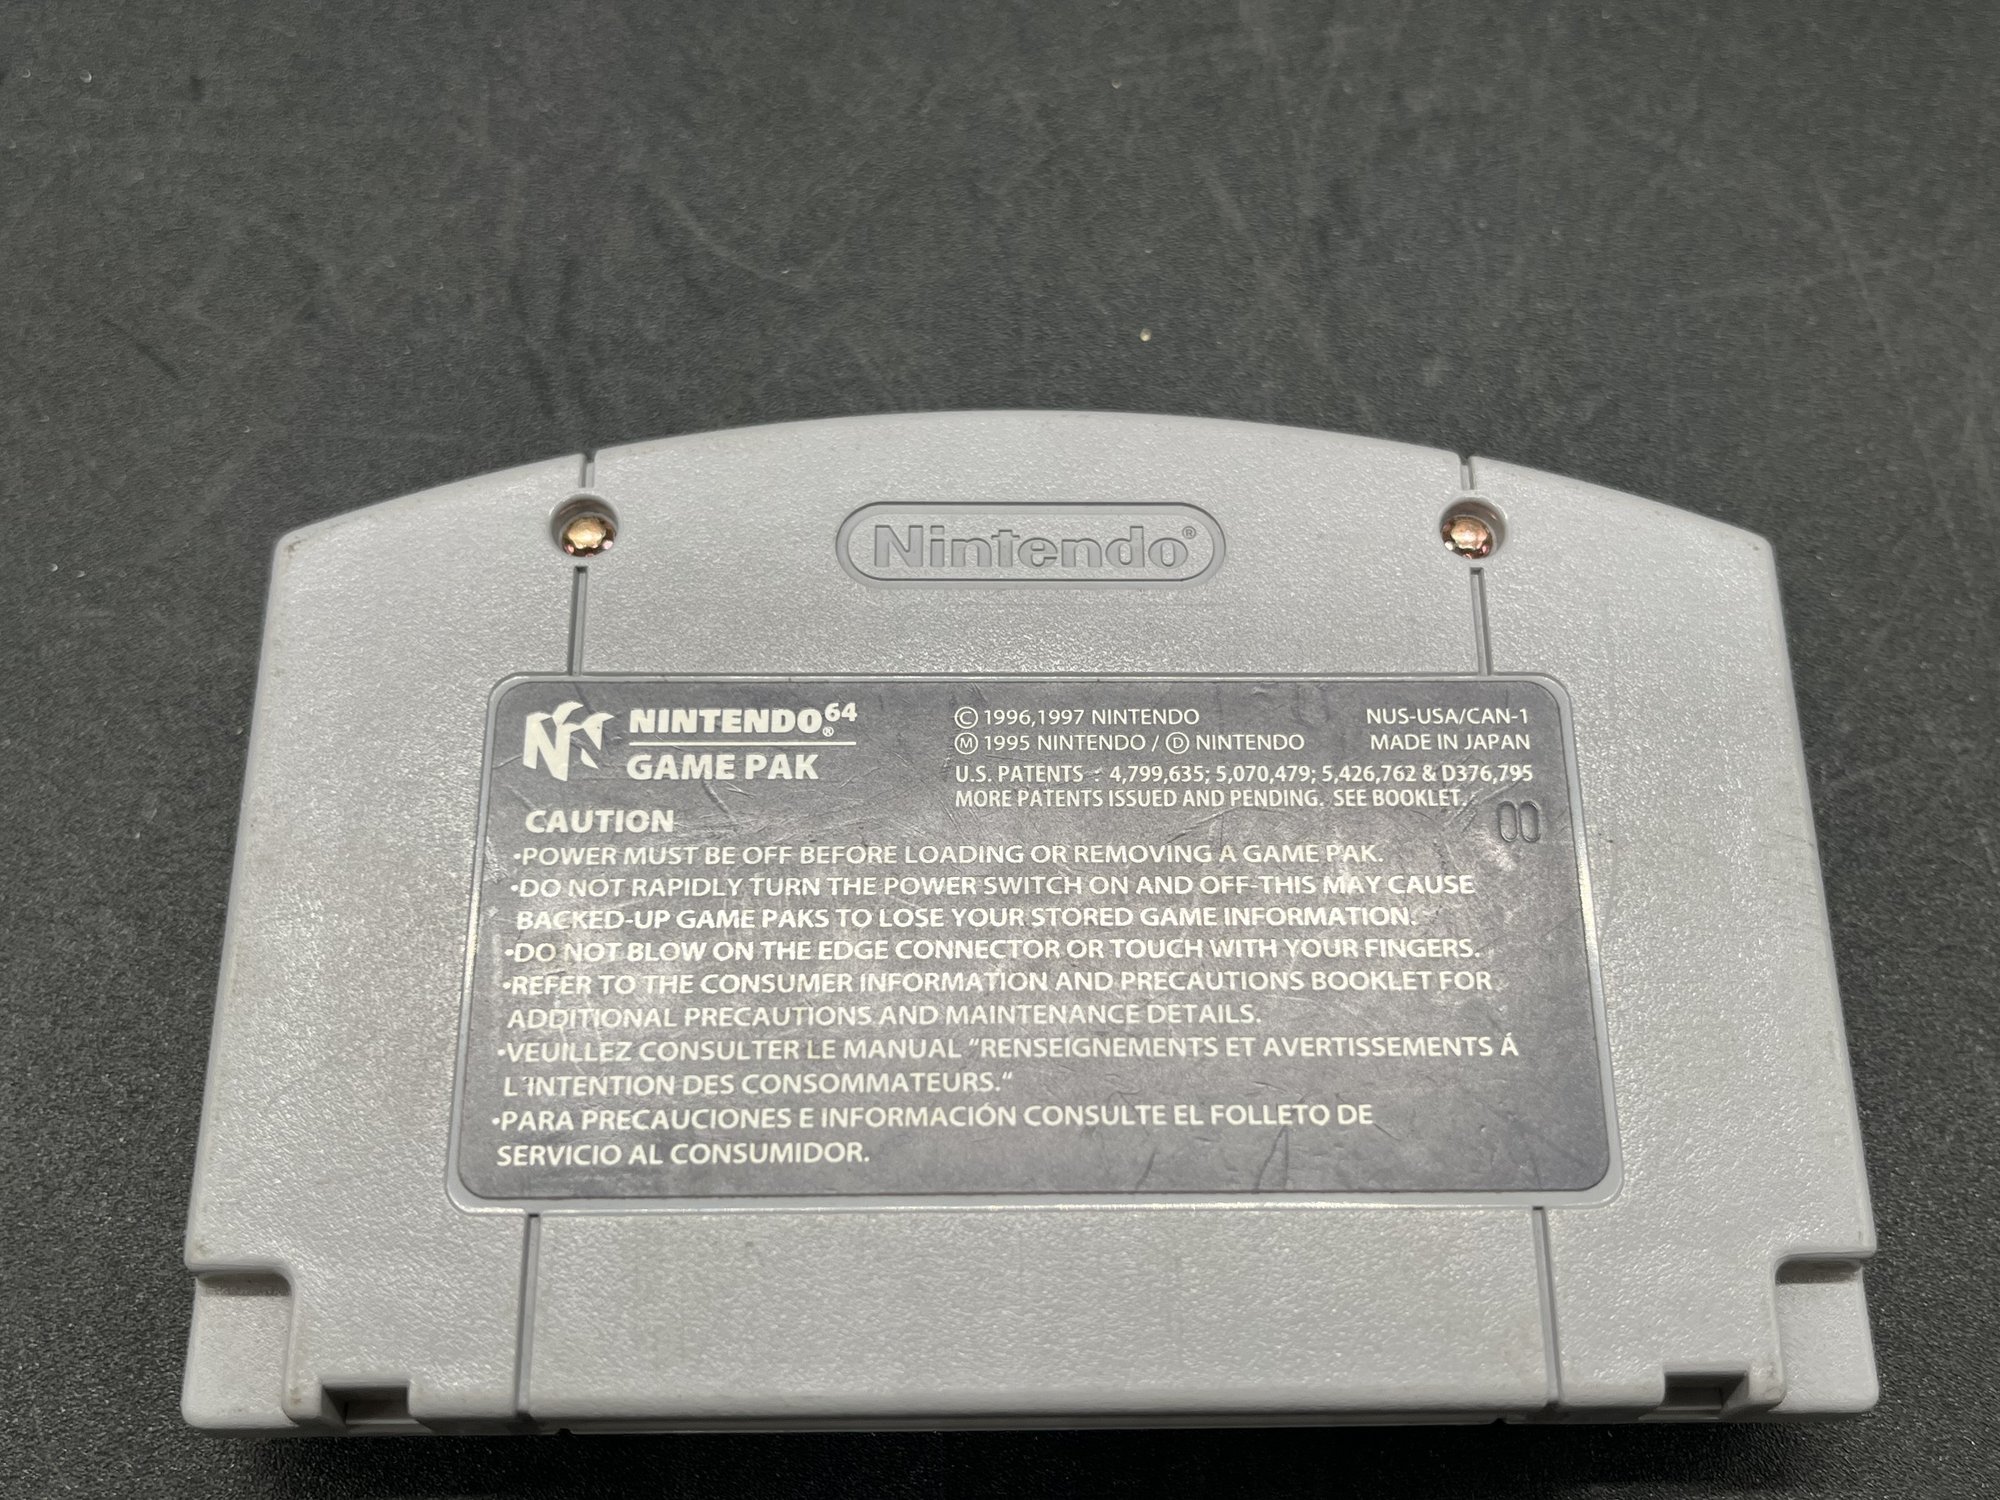 Nintendo®
NINTENDO64®
GAME PAK
© 1996,1997 NINTENDO
NUS-USA/CAN-1
Ⓜ 1995 NINTENDO / Ⓓ NINTENDO
MADE IN JAPAN
U.S. PATENTS : 4,799,635; 5,070,479; 5,426,762 & D376,795
MORE PATENTS ISSUED AND PENDING. SEE BOOKLET.
00
CAUTION
•POWER MUST BE OFF BEFORE LOADING OR REMOVING A GAME PAK.
•DO NOT RAPIDLY TURN THE POWER SWITCH ON AND OFF-THIS MAY CAUSE
BACKED-UP GAME PAKS TO LOSE YOUR STORED GAME INFORMATION.
•DO NOT BLOW ON THE EDGE CONNECTOR OR TOUCH WITH YOUR FINGERS.
•REFER TO THE CONSUMER INFORMATION AND PRECAUTIONS BOOKLET FOR
ADDITIONAL PRECAUTIONS AND MAINTENANCE DETAILS.
•VEUILLEZ CONSULTER LE MANUAL "RENSEIGNEMENTS ET AVERTISSEMENTS Á
L'INTENTION DES CONSOMMATEURS."
•PARA PRECAUCIONES E INFORMACIÓN CONSULTE EL FOLLETO DE
SERVICIO AL CONSUMIDOR.